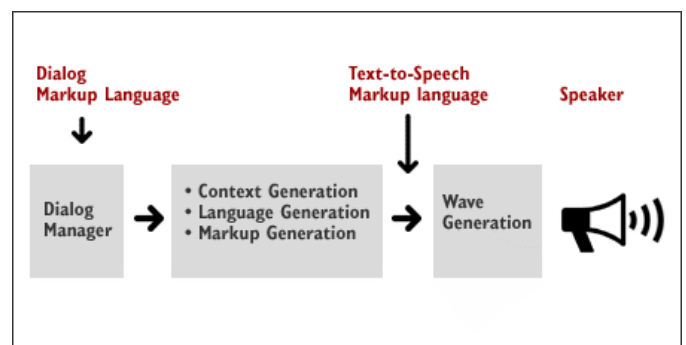 Dialog
Markup Language
Text-to-Speech
Markup language
Speaker
Dialog
Manager
• Context Generation
• Language Generation
• Markup Generation
Wave
Generation